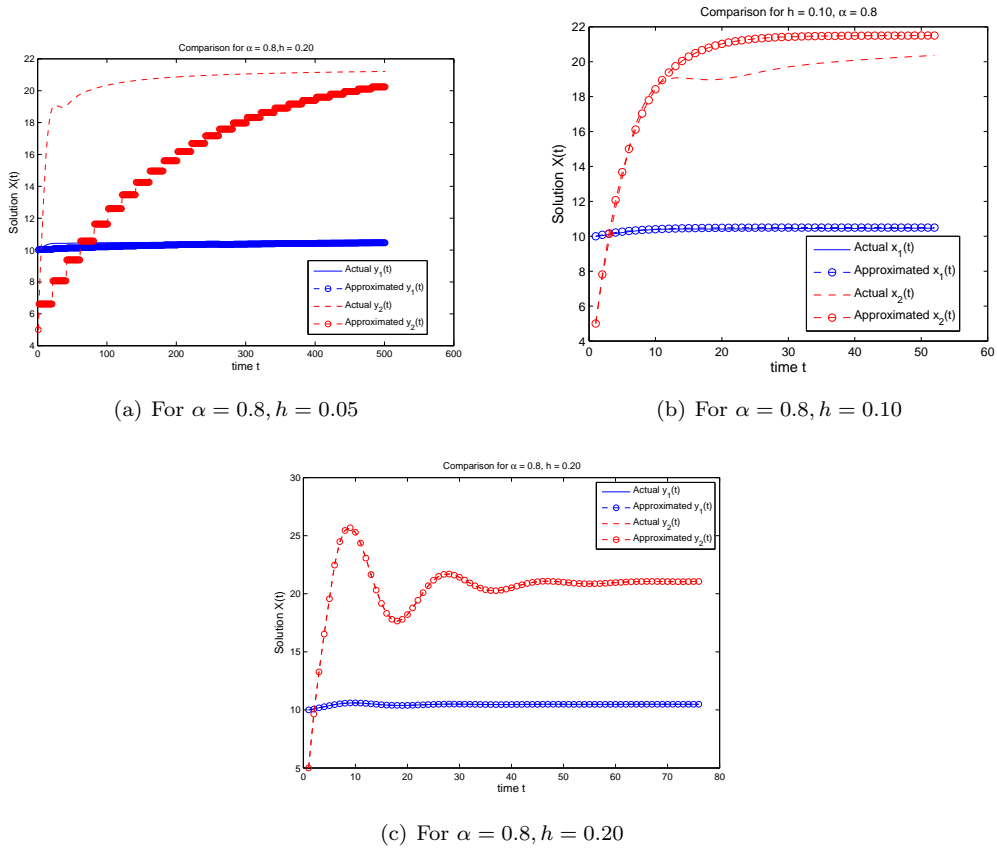 Comparison for α = 0.8,h = 0.20
22
20
18
16
14
12
10
8
6
4
Solution X(t)
0
100
200
300
400
500
600
time t
Actual y₁(t)
Approximated y₁(t)
Actual y₂(t)
Approximated y₂(t)
(a) For α = 0.8, h = 0.05
Comparison for h = 0.10, α = 0.8
22
20
18
16
14
12
10
8
6
4
Solution X(t)
0
10
20
30
40
50
60
time t
Actual x₁(t)
Approximated x₁(t)
Actual x₂(t)
Approximated x₂(t)
(b) For α = 0.8, h = 0.10
Comparison for α = 0.8, h = 0.20
30
25
20
15
10
5
Solution X(t)
0
10
20
30
40
50
60
70
80
time t
Actual y₁(t)
Approximated y₁(t)
Actual y₂(t)
Approximated y₂(t)
(c) For α = 0.8, h = 0.20